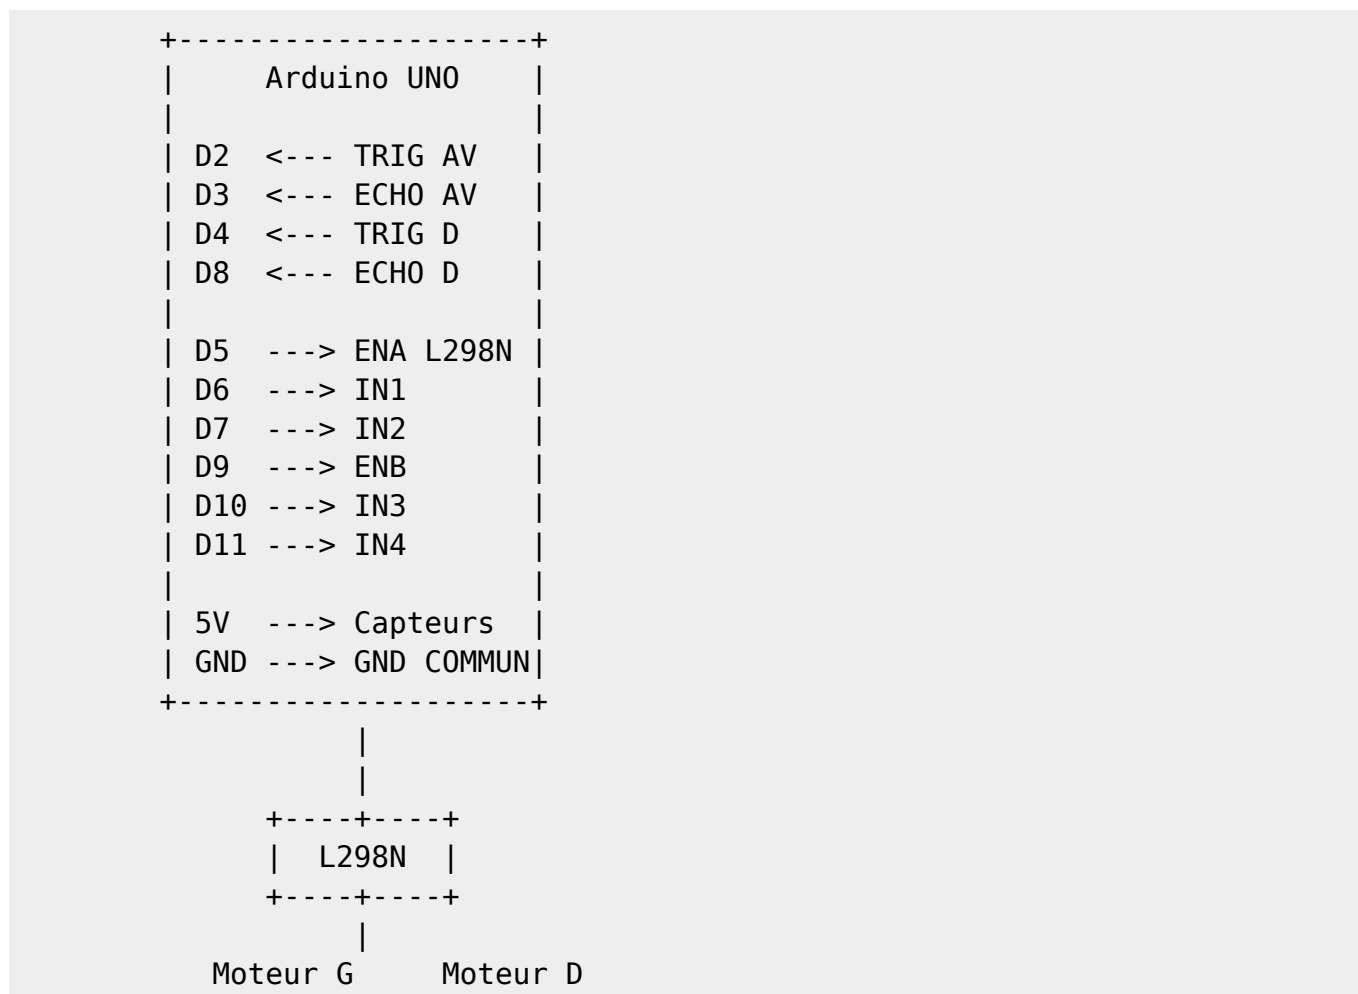 +--------------------+
|     Arduino UNO    |
|                    |
| D2  <--- TRIG AV   |
| D3  <--- ECHO AV   |
| D4  <--- TRIG D    |
| D8  <--- ECHO D    |
|                    |
| D5  ---> ENA L298N |
| D6  ---> IN1       |
| D7  ---> IN2       |
| D9  ---> ENB       |
| D10 ---> IN3       |
| D11 ---> IN4       |
|                    |
| 5V  ---> Capteurs  |
| GND ---> GND COMMUN|
+--------------------+
           |
           |
      +----+----+
      |  L298N  |
      +----+----+
           |
   Moteur G     Moteur D